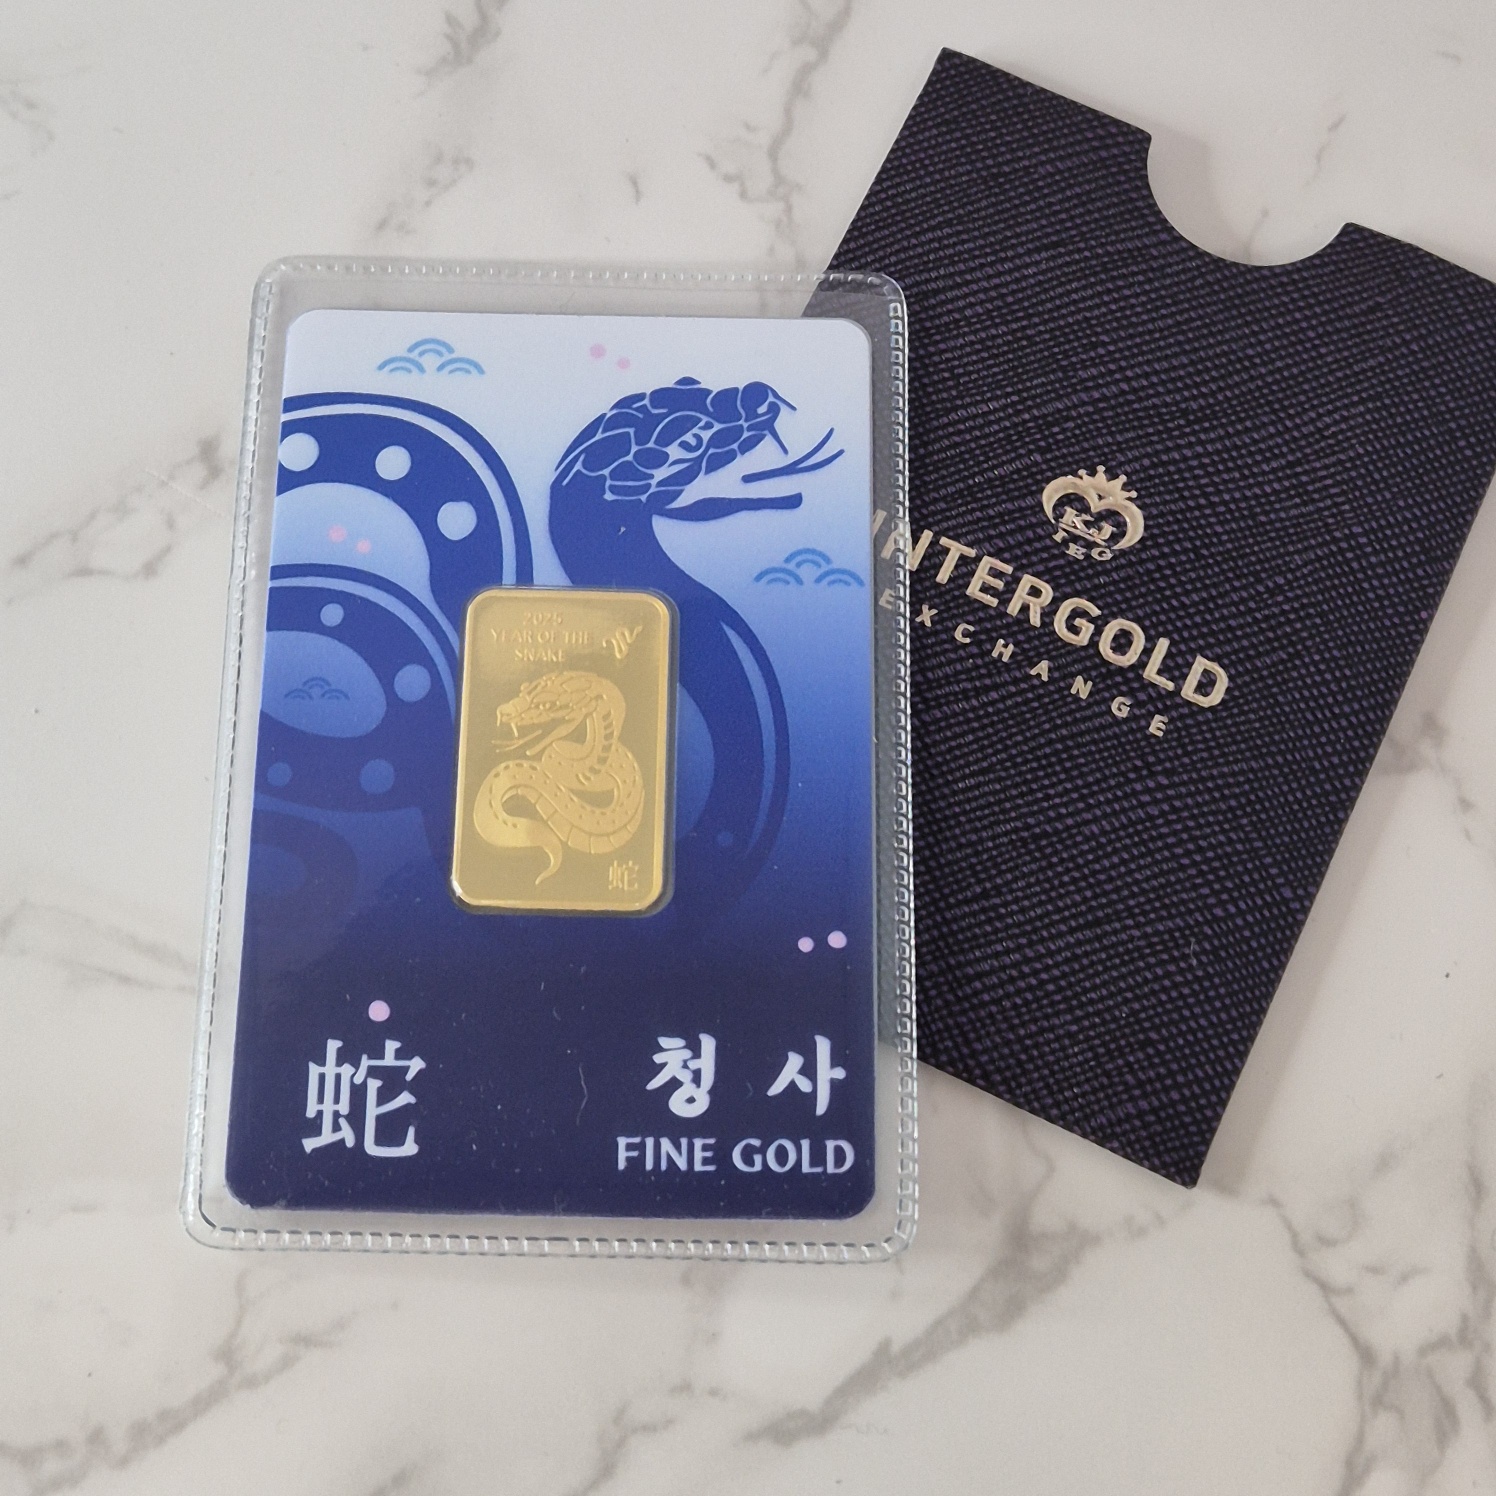 2025
YEAR OF THE
SNAKE
蛇
蛇
청사
FINE GOLD
KJ
IEG
INTERGOLD
EXCHANGE